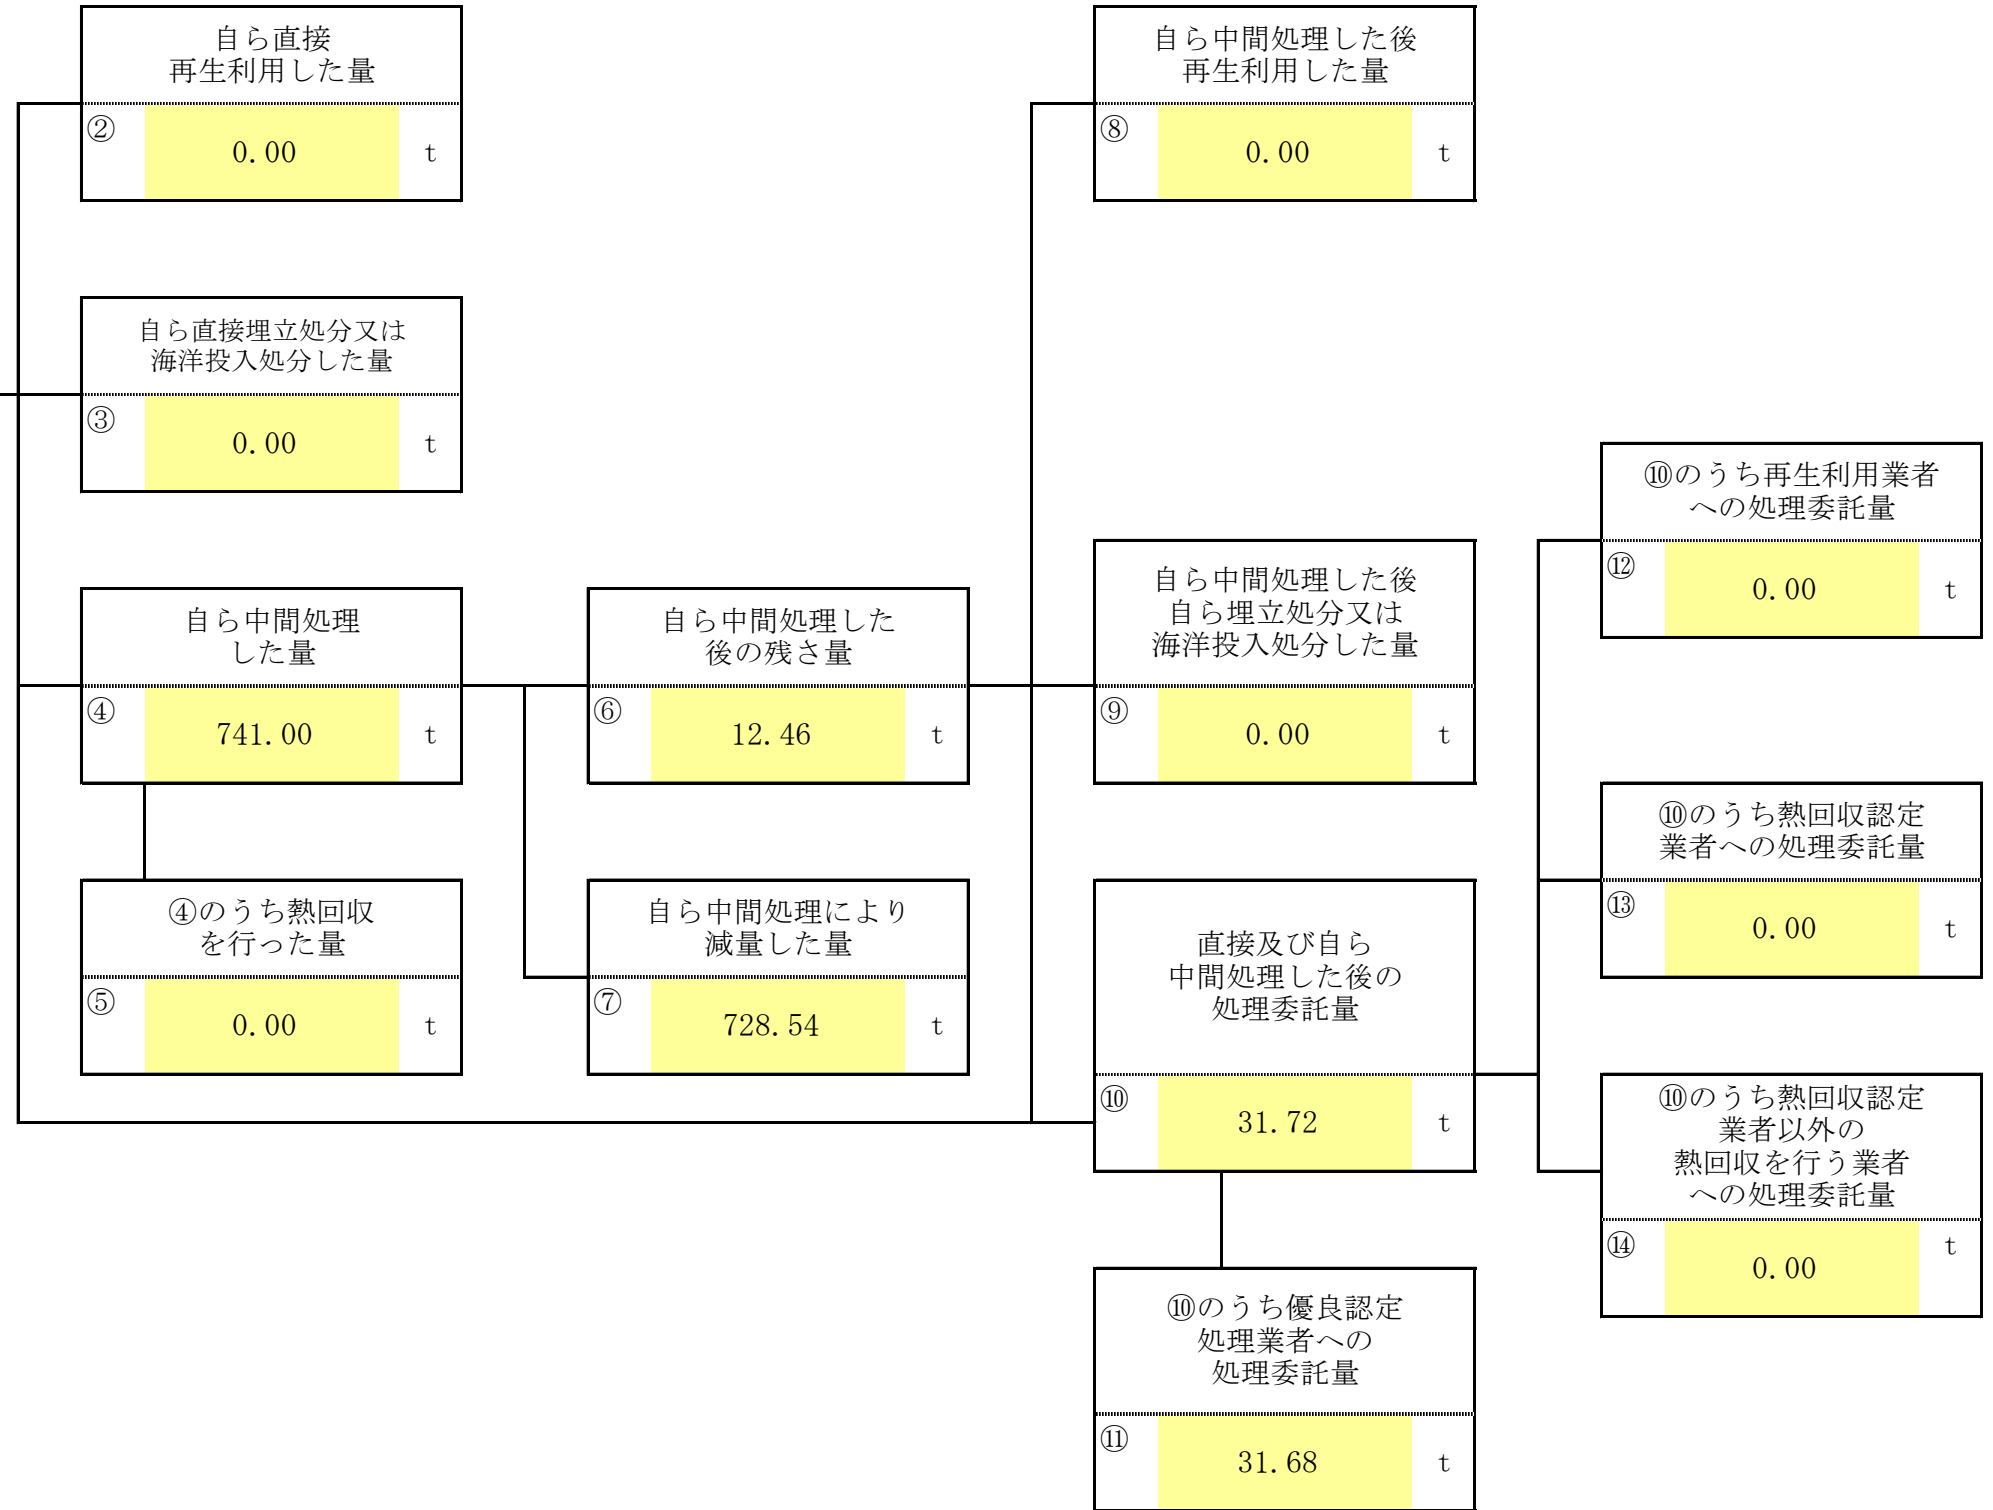 自ら直接
再生利用した量
②
0.00
t
自ら直接埋立処分又は
海洋投入処分した量
③
0.00
t
自ら中間処理
した量
④
741.00
t
④のうち熱回収
を行った量
⑤
0.00
t
自ら中間処理した
後の残さ量
⑥
12.46
t
自ら中間処理により
減量した量
⑦
728.54
t
自ら中間処理した後
再生利用した量
⑧
0.00
t
自ら中間処理した後
自ら埋立処分又は
海洋投入処分した量
⑨
0.00
t
直接及び自ら
中間処理した後の
処理委託量
⑩
31.72
t
⑩のうち優良認定
処理業者への
処理委託量
⑪
31.68
t
⑩のうち再生利用業者
への処理委託量
⑫
0.00
t
⑩のうち熱回収認定
業者への処理委託量
⑬
0.00
t
⑩のうち熱回収認定
業者以外の
熱回収を行う業者
への処理委託量
⑭
0.00
t